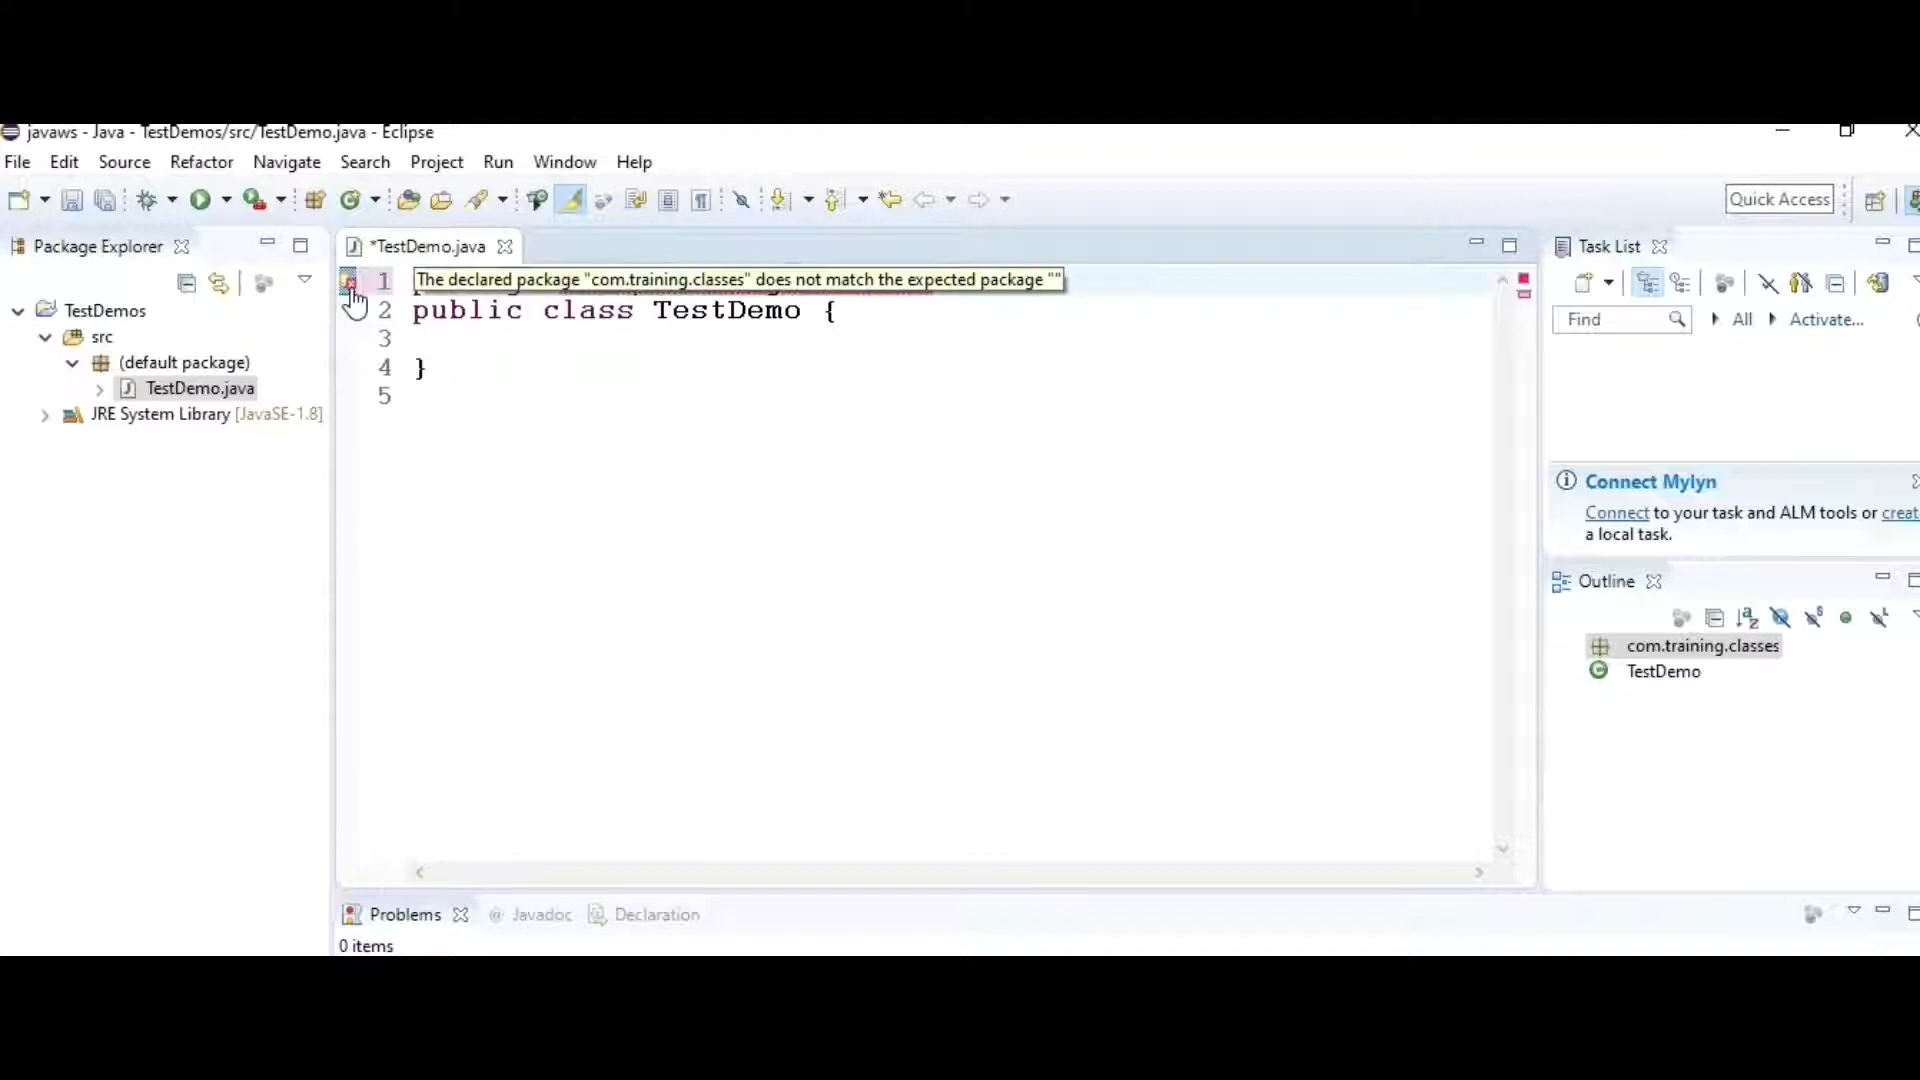 javaws - Java - TestDemos/src/TestDemo.java - Eclipse
File Edit Source Refactor Navigate Search Project Run Window Help
Quick Access
Package Explorer
*TestDemo.java
Task List
1
The declared package "com.training.classes" does not match the expected package ""
2 public class TestDemo {
3
4 }
5
TestDemos
src
(default package)
TestDemo.java
JRE System Library [JavaSE-1.8]
Find
All
Activate...
Connect Mylyn
Connect to your task and ALM tools or creat
a local task.
Outline
com.training.classes
TestDemo
Problems
@ Javadoc
Declaration
0 items